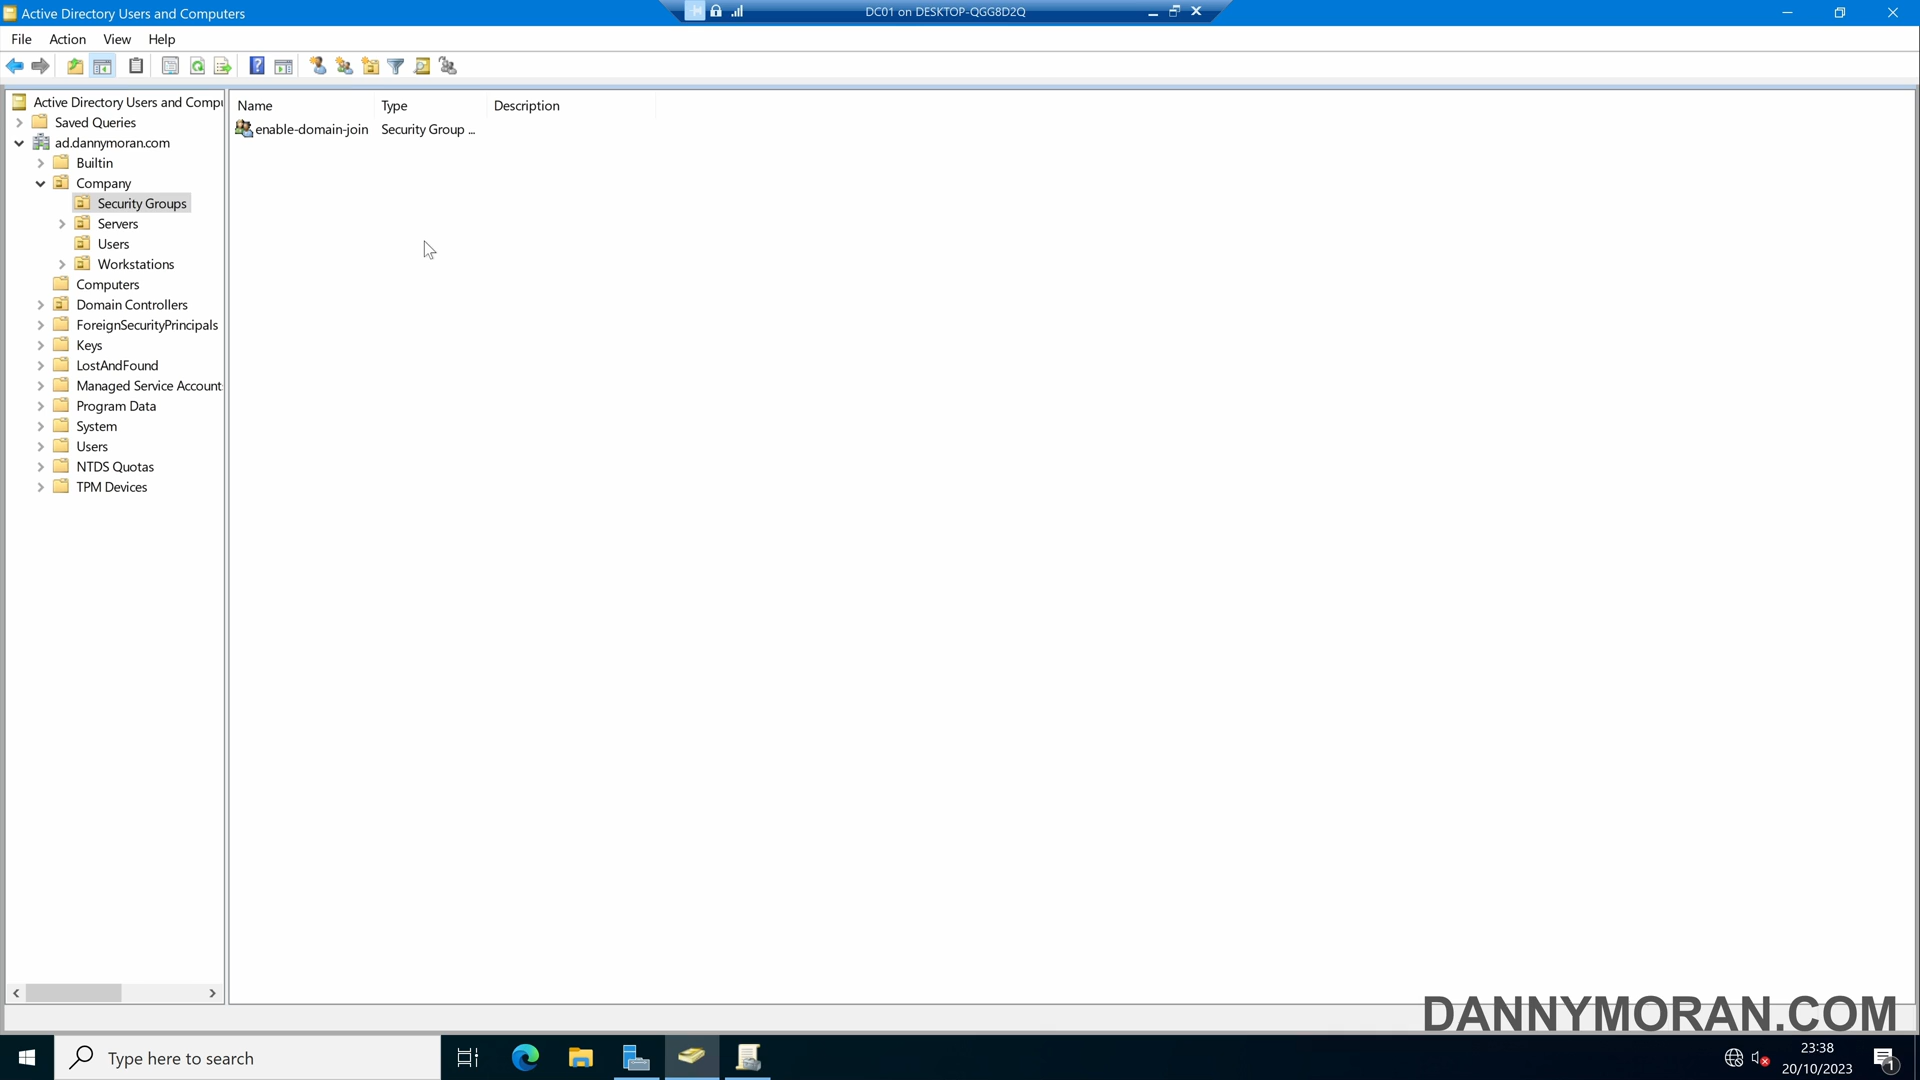 Active Directory Users and Computers
DC01 on DESKTOP-QGG8D2Q
File Action View Help
Active Directory Users and Compu
Saved Queries
ad.dannymoran.com
Builtin
Company
Security Groups
Servers
Users
Workstations
Computers
Domain Controllers
ForeignSecurityPrincipals
Keys
LostAndFound
Managed Service Account
Program Data
System
Users
NTDS Quotas
TPM Devices
Name Type Description
enable-domain-join Security Group ...
DANNYMORAN.COM
Type here to search
23:38
20/10/2023
1